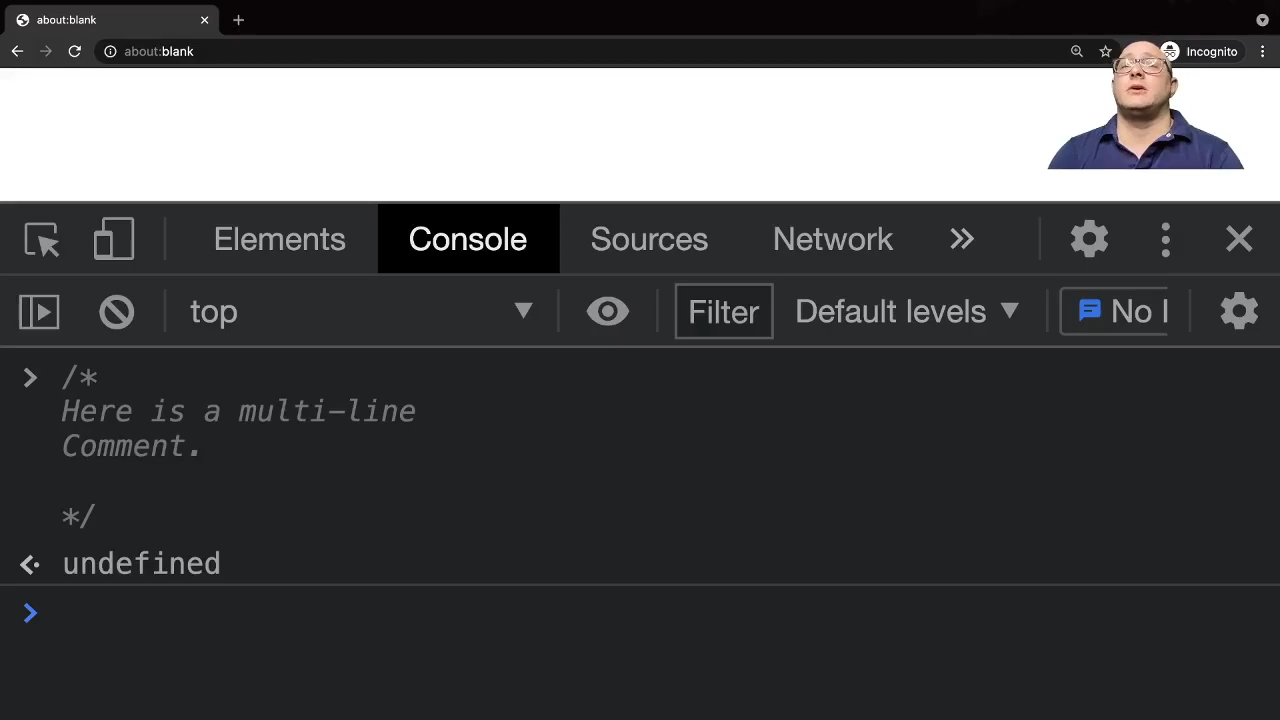 about:blank
about:blank
Incognito
Elements Console Sources Network
top Filter Default levels No I
> /*
Here is a multi-line
Comment.
*/
undefined
>